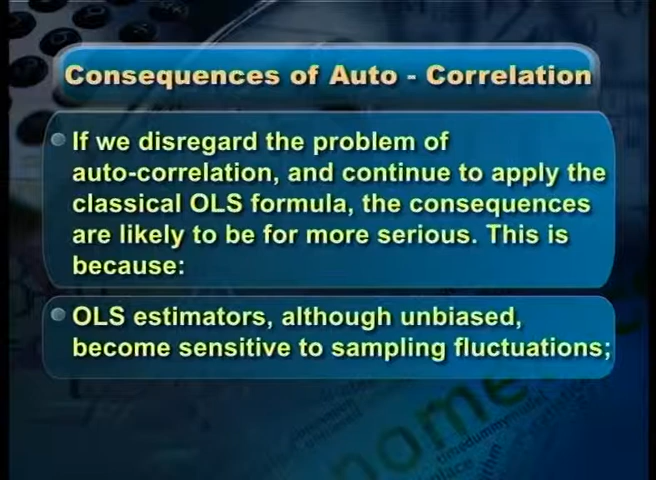 Consequences of Auto - Correlation
If we disregard the problem of
auto-correlation, and continue to apply the
classical OLS formula, the consequences
are likely to be for more serious. This is
because:
OLS estimators, although unbiased,
become sensitive to sampling fluctuations;
nome
timedummymodel